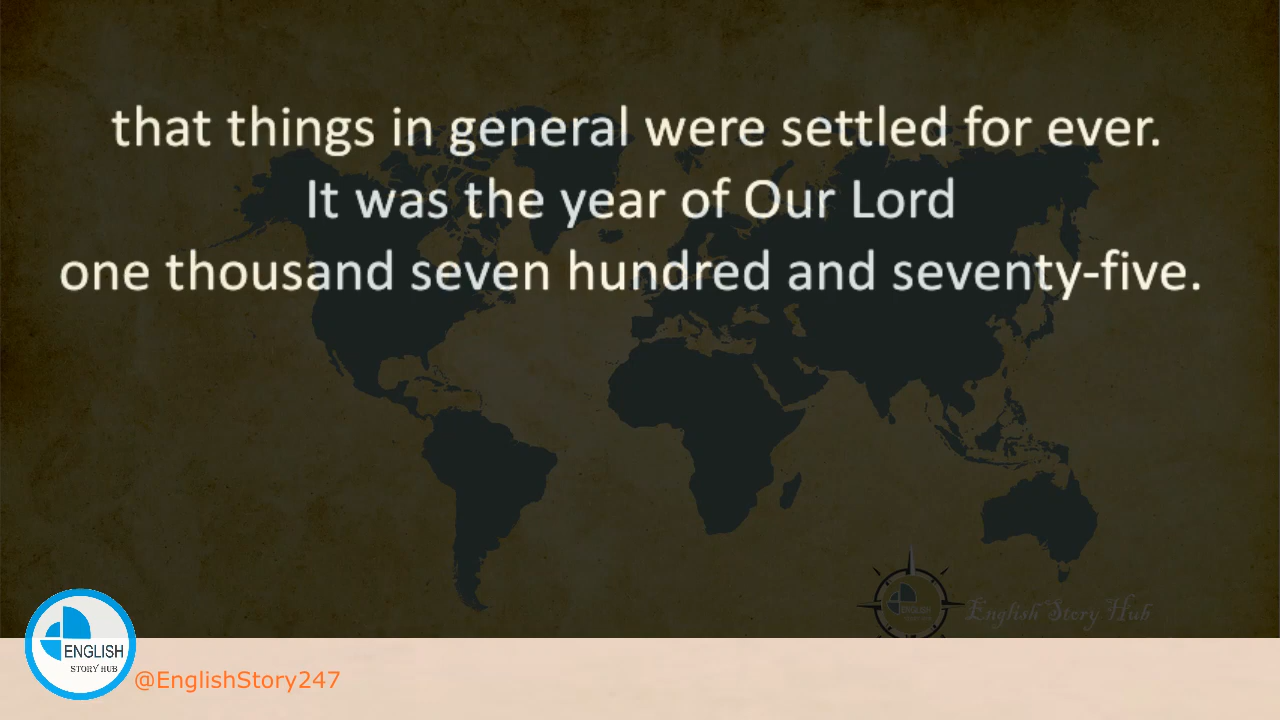 that things in general were settled for ever.
It was the year of Our Lord
one thousand seven hundred and seventy-five.
ENGLISH
English Story Hub
ENGLISH
STORY HUB
@EnglishStory247